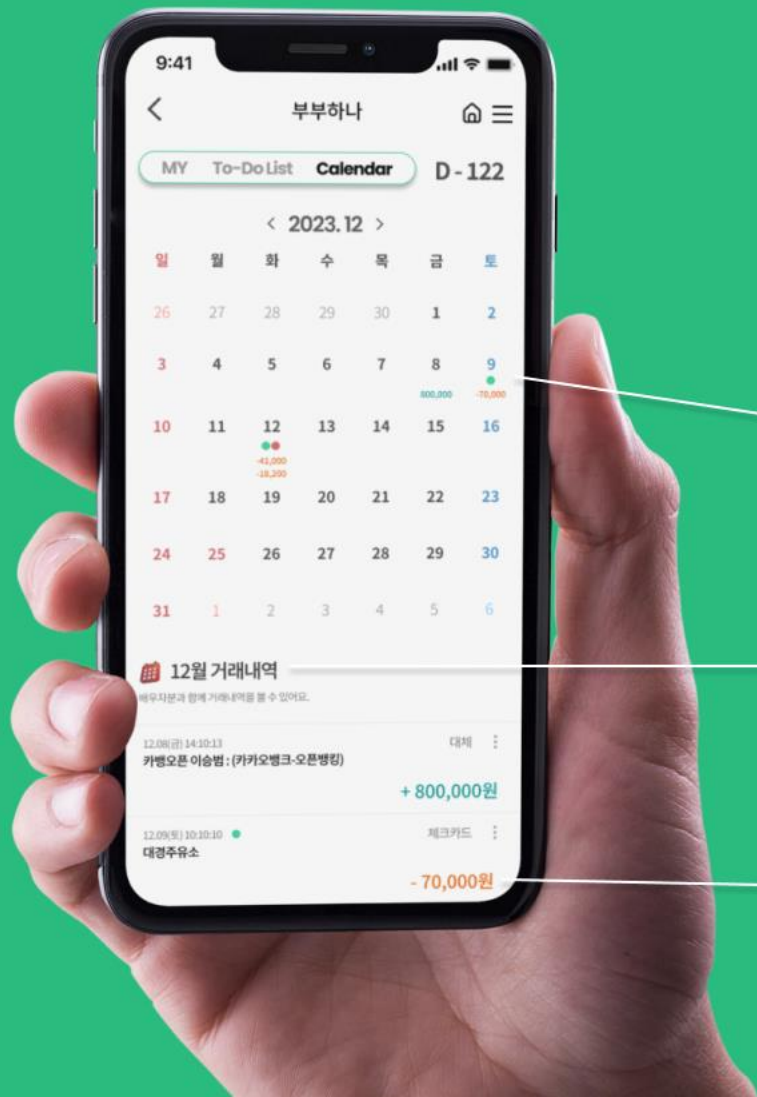 9:41
부부하나
MY To-Do List Calendar D - 122
< 2023. 12 >
일 월 화 수 목 금 토
26 27 28 29 30 1 2
3 4 5 6 7 8 9
800,000 -70,000
10 11 12 13 14 15 16
-41,000
-18,200
17 18 19 20 21 22 23
24 25 26 27 28 29 30
31 1 2 3 4 5 6
12월 거래내역
배우자분과 함께 거래내역을 볼 수 있어요.
12.08(금) 14:10:13 대체
카뱅오픈 이승범 : (카카오뱅크-오픈뱅킹)
+ 800,000원
12.09(토) 10:10:10 체크카드
대경주유소
- 70,000원